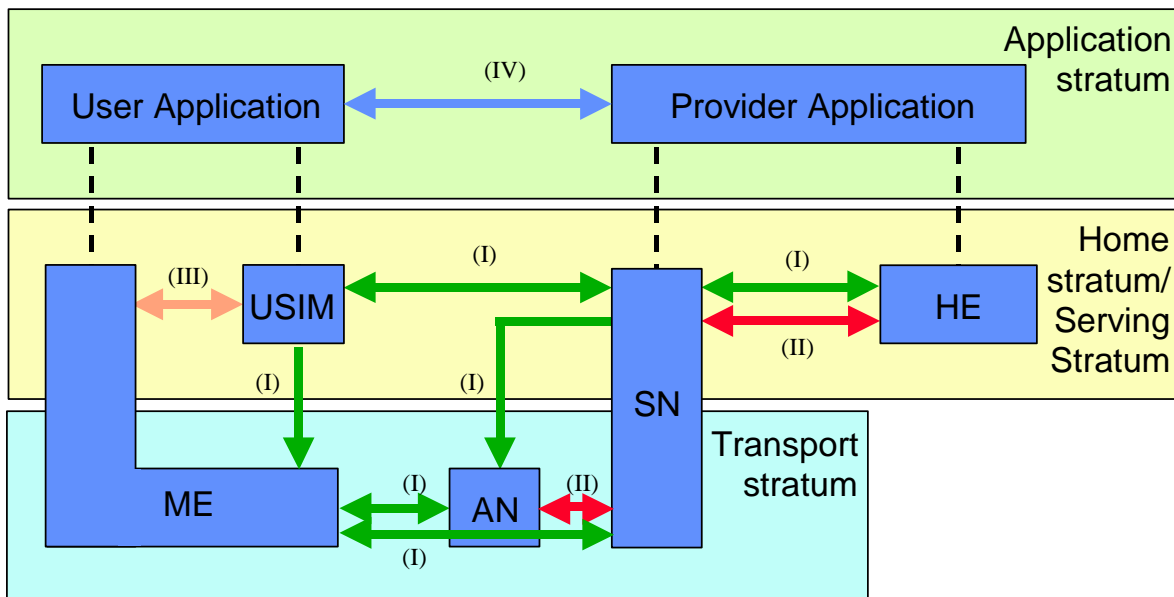 Application
stratum
(IV)
User Application
Provider Application
Home
stratum/
Serving
Stratum
(I)
(I)
(III)
USIM
HE
(II)
(I)
(I)
SN
Transport
stratum
ME
(I)
(II)
AN
(I)